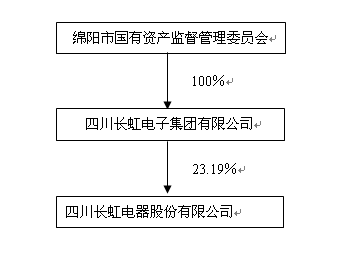 绵阳市国有资产监督管理委员会
100%
四川长虹电子集团有限公司
23.19%
四川长虹电器股份有限公司